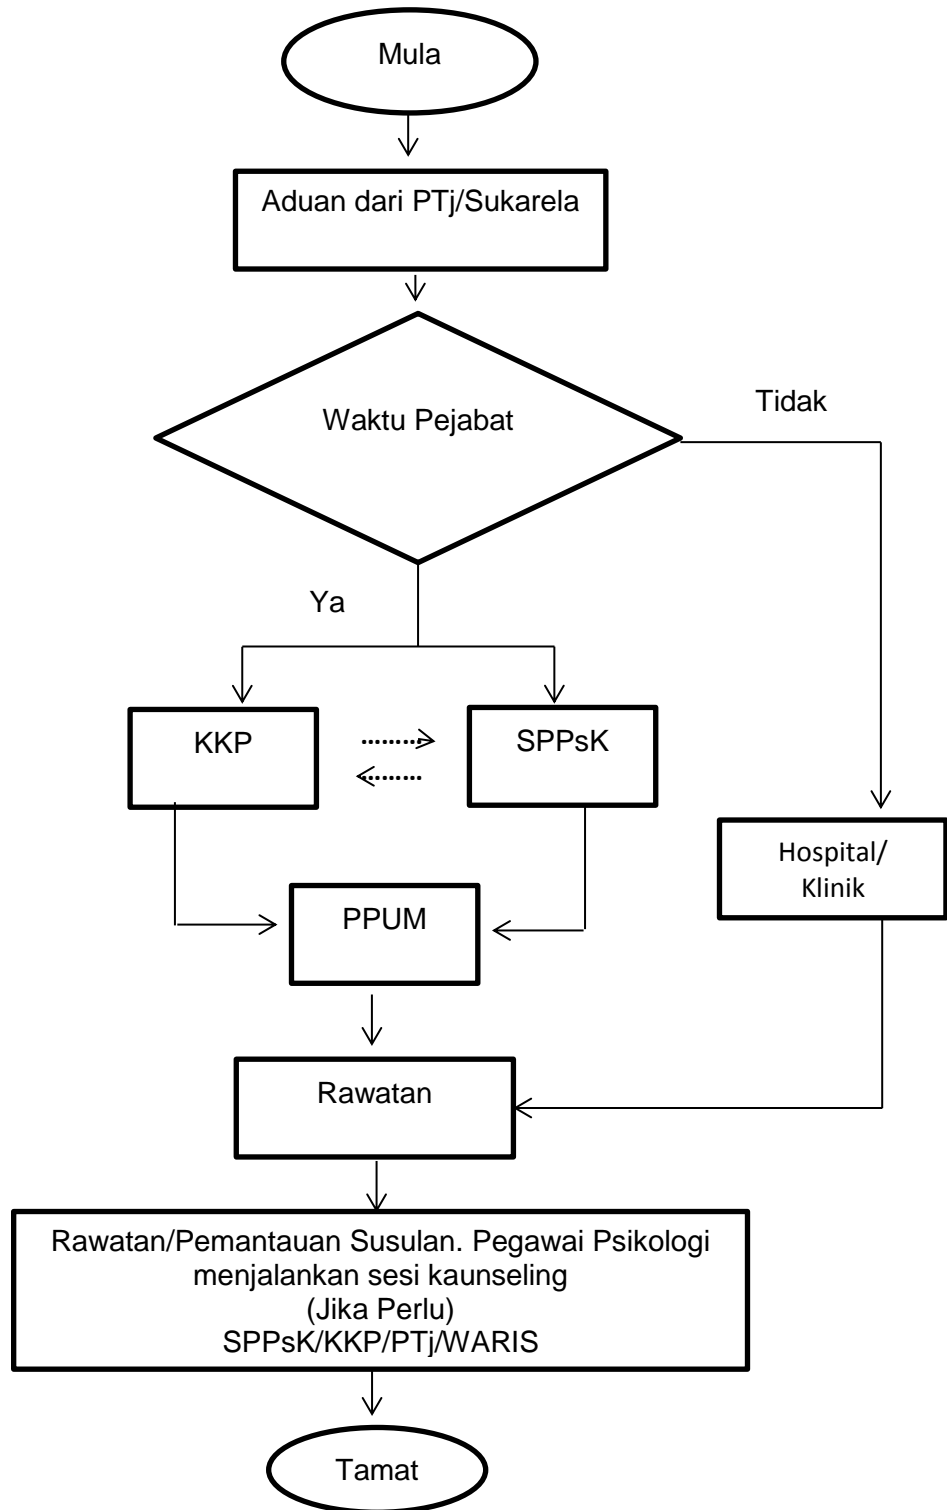 Mula
Aduan dari PTj/Sukarela
Waktu Pejabat
Tidak
Ya
KKP
SPPsK
Hospital/
Klinik
PPUM
Rawatan
Rawatan/Pemantauan Susulan. Pegawai Psikologi
menjalankan sesi kaunseling
(Jika Perlu)
SPPsK/KKP/PTj/WARIS
Tamat